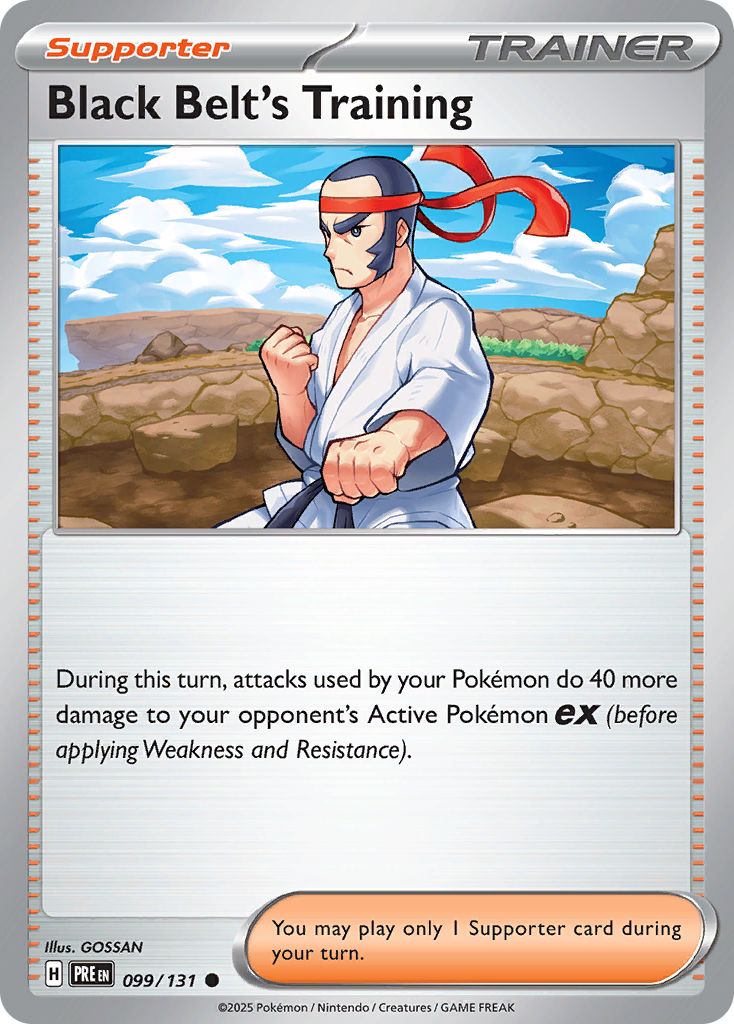 Supporter
TRAINER
Black Belt's Training
During this turn, attacks used by your Pokémon do 40 more
damage to your opponent's Active Pokémon ex (before
applying Weakness and Resistance).
You may play only 1 Supporter card during
your turn.
Illus. GOSSAN
H PRE EN 099/131
©2025 Pokémon / Nintendo / Creatures / GAME FREAK